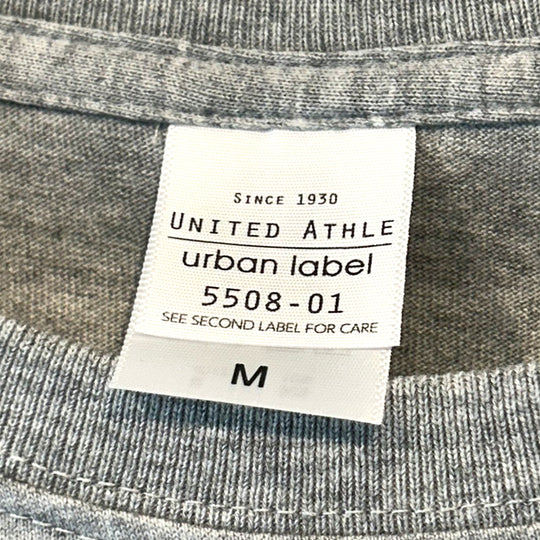 SINCE 1930
UNITED ATHLE
urban label
5508-01
SEE SECOND LABEL FOR CARE
M